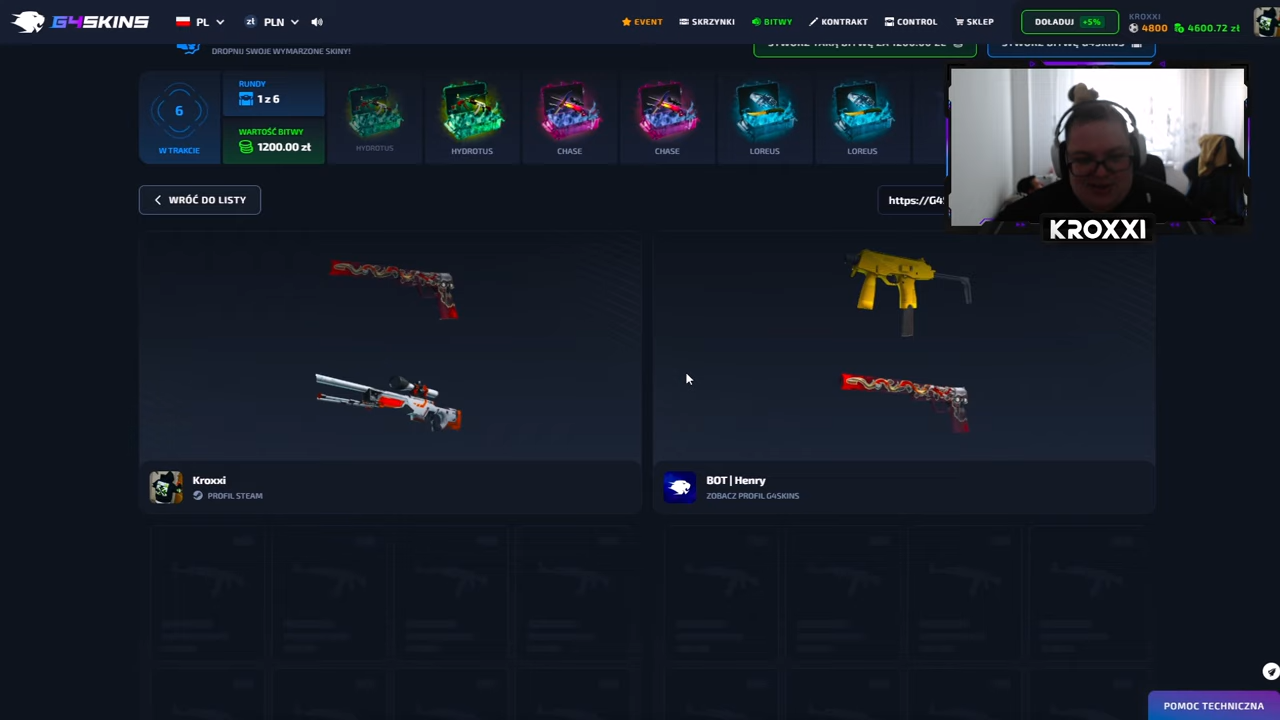 G4SKINS
PL
PLN
EVENT
SKRZYNKI
BITWY
KONTRAKT
CONTROL
SKLEP
DOŁADUJ +5%
KROXXI
4800
4600.72 zł
DROPNIJ SWOJE WYMARZONE SKINY!
6
W TRAKCIE
RUNDY
1 z 6
WARTOŚĆ BITWY
1200.00 zł
HYDROTUS
HYDROTUS
CHASE
CHASE
LOREUS
LOREUS
WRÓĆ DO LISTY
https://G4S
KROXXI
Kroxxi
PROFIL STEAM
BOT | Henry
ZOBACZ PROFIL G4SKINS
POMOC TECHNICZNA